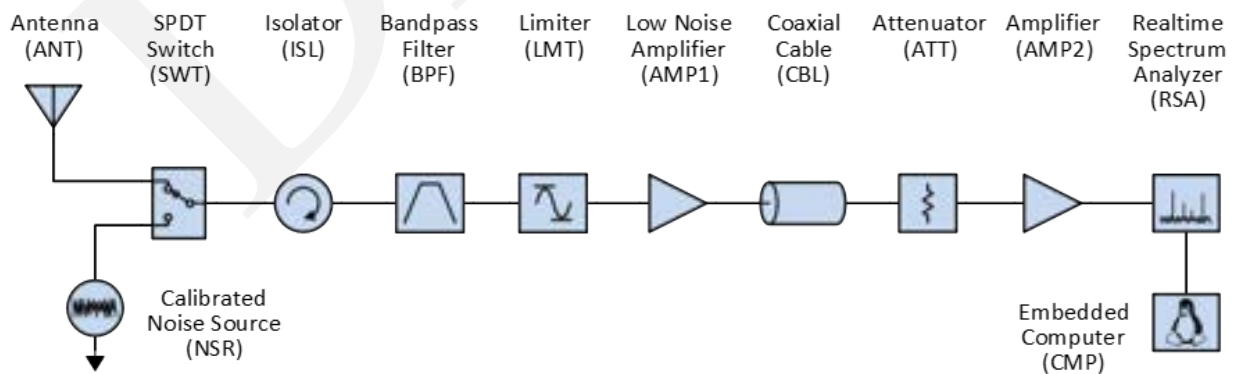 Antenna
(ANT)
SPDT
Switch
(SWT)
Isolator
(ISL)
Bandpass
Filter
(BPF)
Limiter
(LMT)
Low Noise
Amplifier
(AMP1)
Coaxial
Cable
(CBL)
Attenuator
(ATT)
Amplifier
(AMP2)
Realtime
Spectrum
Analyzer
(RSA)
Calibrated
Noise Source
(NSR)
Embedded
Computer
(CMP)